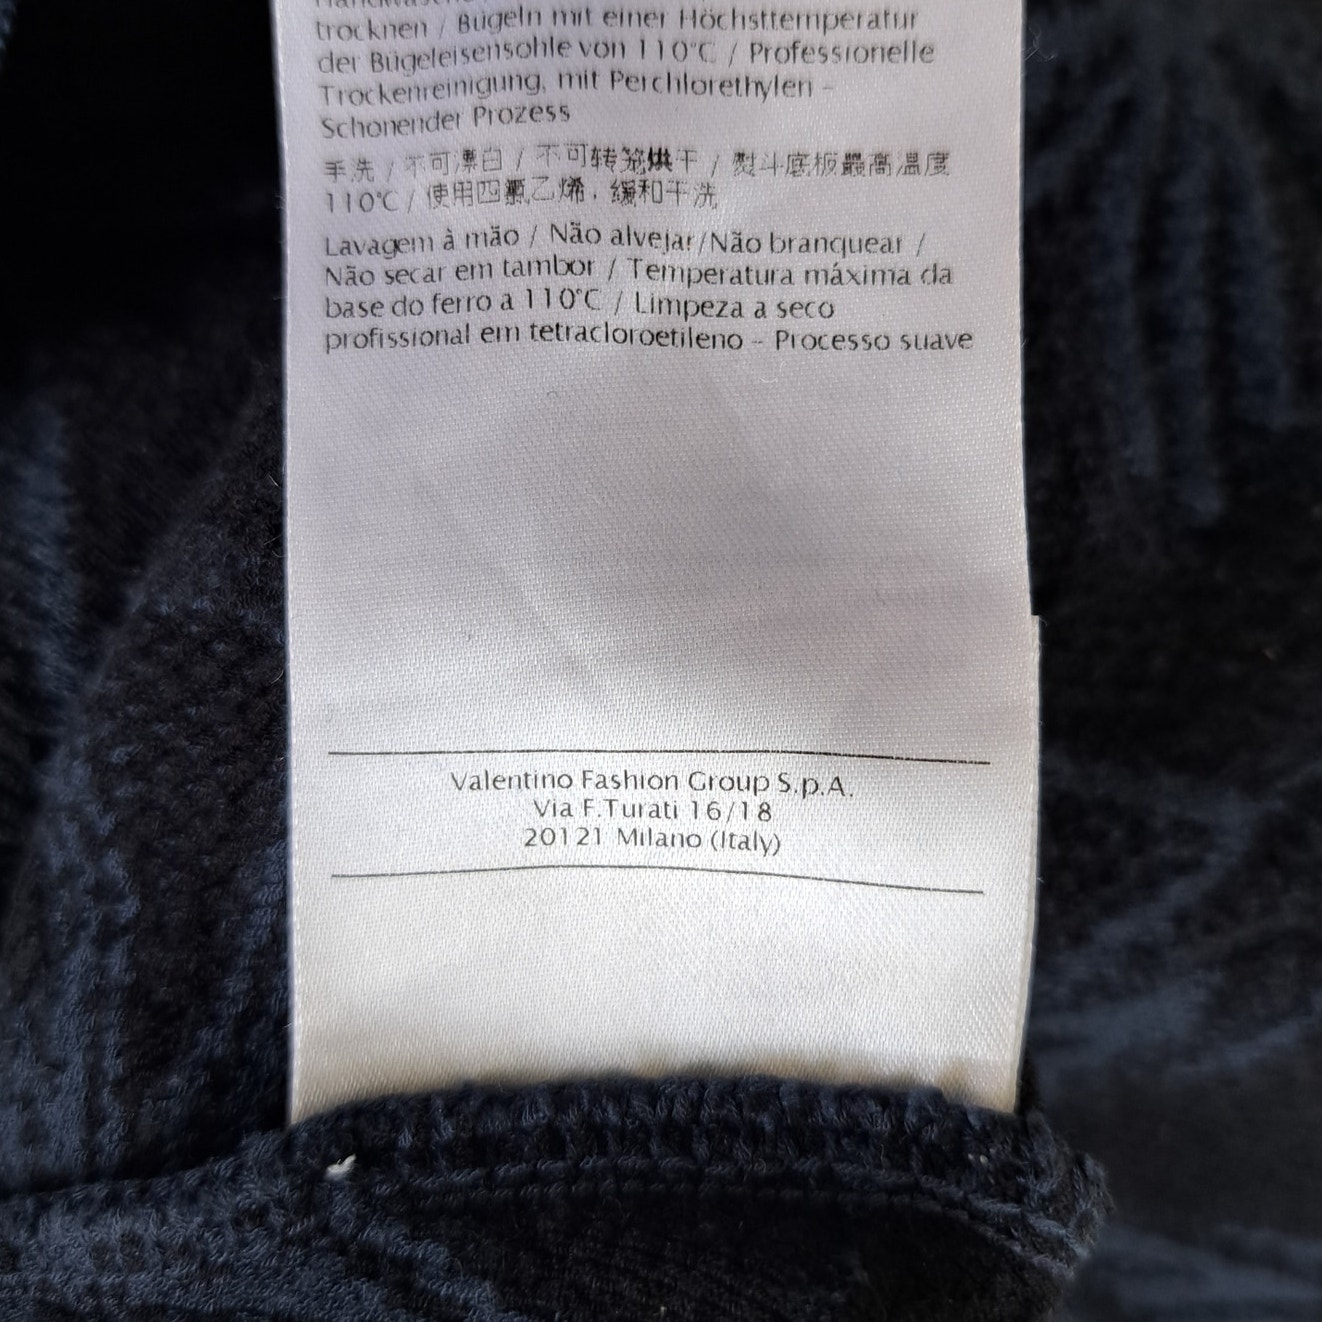 trocknen / Bügeln mit einer Höchsttemperatur
der Bügeleisensohle von 110°C / Professionelle
Trockenreinigung, mit Perchlorethylen -
Schonender Prozess
手洗 / 不可漂白 / 不可转笼烘干 / 熨斗底板最高温度
110°C / 使用四氯乙烯，缓和干洗
Lavagem à mão / Não alvejar/Não branquear /
Não secar em tambor / Temperatura máxima da
base do ferro a 110°C / Limpeza a seco
profissional em tetracloroetileno - Processo suave
Valentino Fashion Group S.p.A.
Via F.Turati 16/18
20121 Milano (Italy)